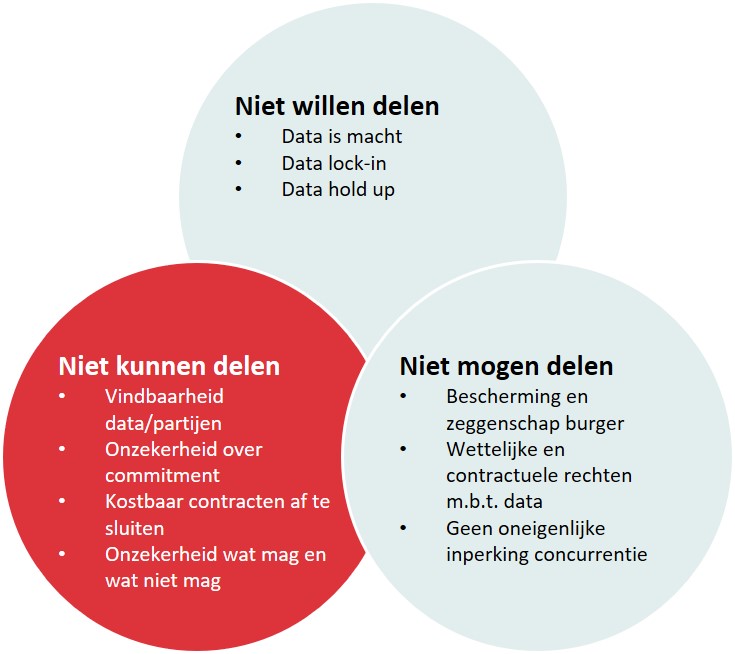 Niet willen delen
• Data is macht
• Data lock-in
• Data hold up
Niet kunnen delen
• Vindbaarheid
data/partijen
• Onzekerheid over
commitment
• Kostbaar contracten af te
sluiten
• Onzekerheid wat mag en
wat niet mag
Niet mogen delen
• Bescherming en
zeggenschap burger
• Wettelijke en
contractuele rechten
m.b.t. data
• Geen oneigenlijke
inperking concurrentie